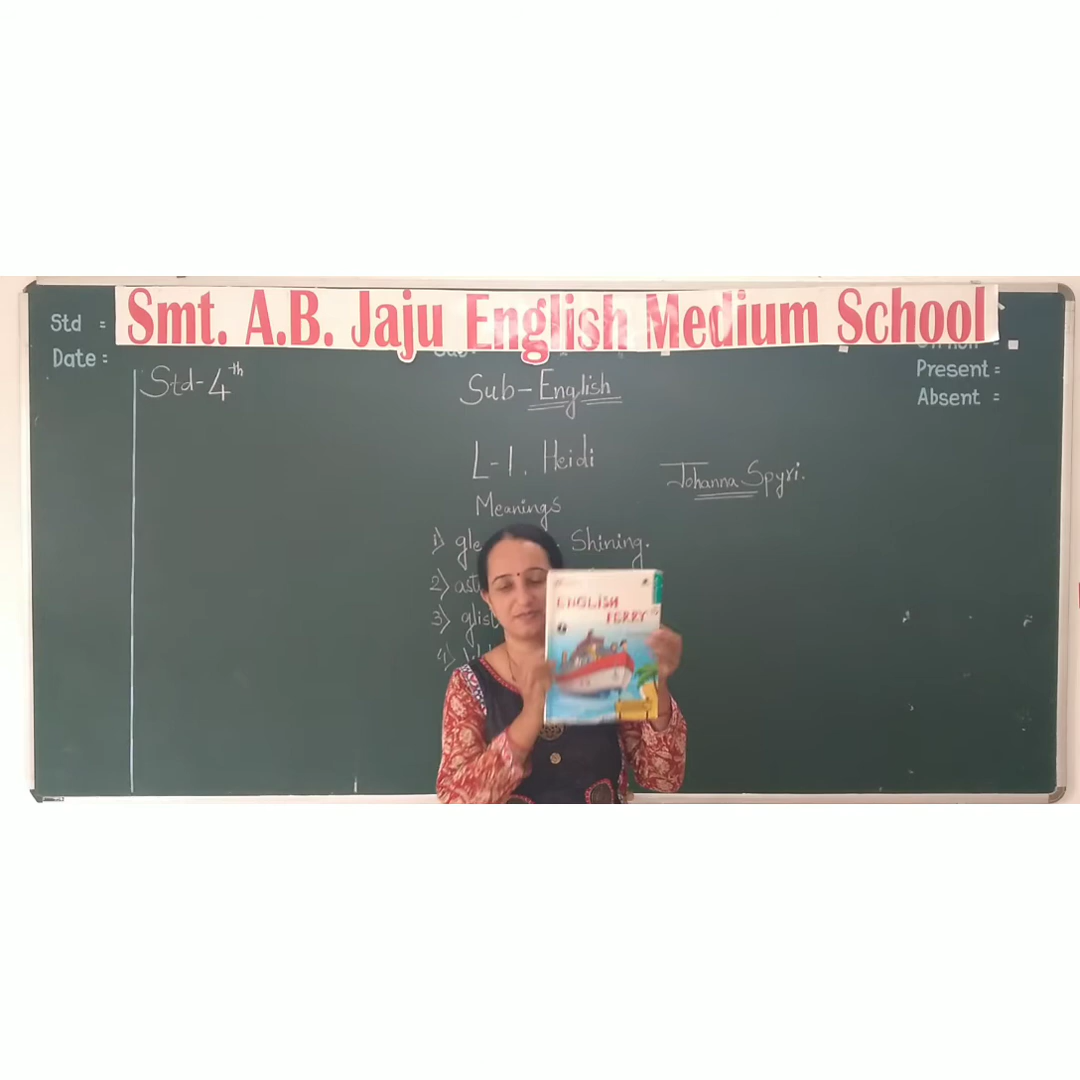 Smt. A.B. Jaju English Medium School
Std =
Date :
Present =
Absent =
Std-4th
Sub-English
L-1. Heidi
Johanna Spyri.
Meanings
1) Shining.
2)
3)
4)
ENGLISH
FERRY